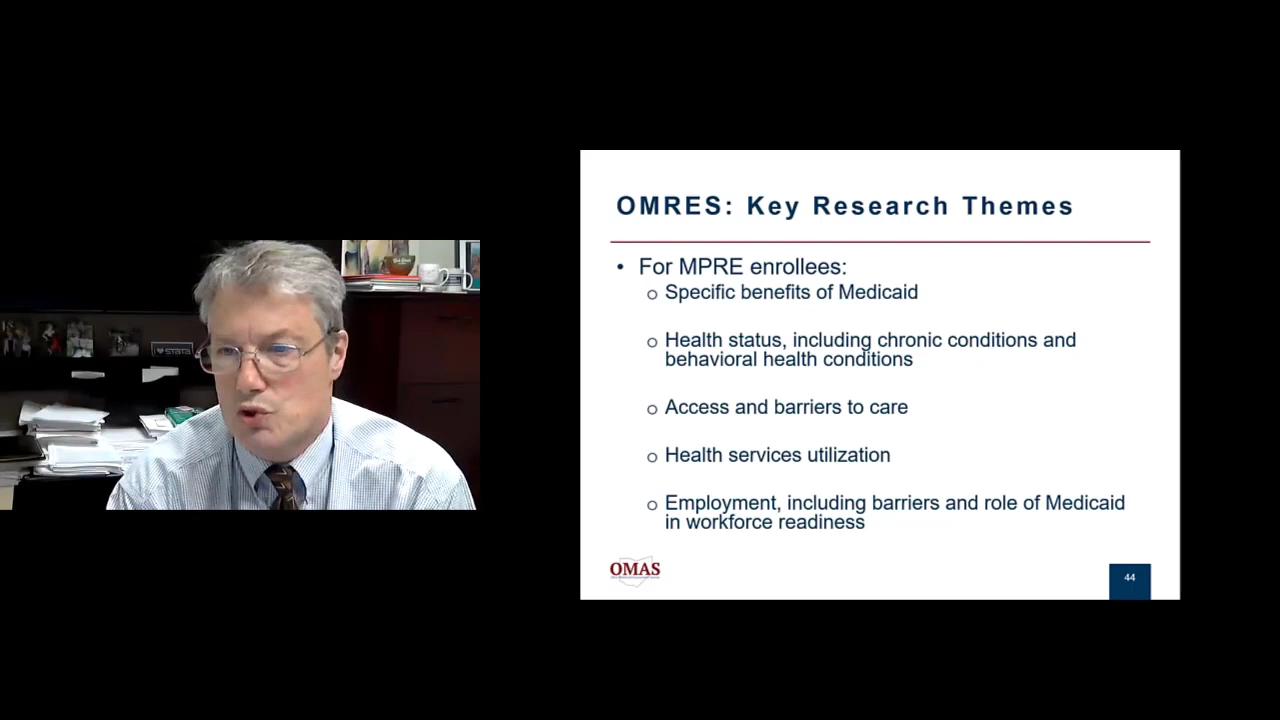 OMRES: Key Research Themes
• For MPRE enrollees:
o Specific benefits of Medicaid
o Health status, including chronic conditions and
behavioral health conditions
o Access and barriers to care
o Health services utilization
o Employment, including barriers and role of Medicaid
in workforce readiness
OMAS
44
STATA